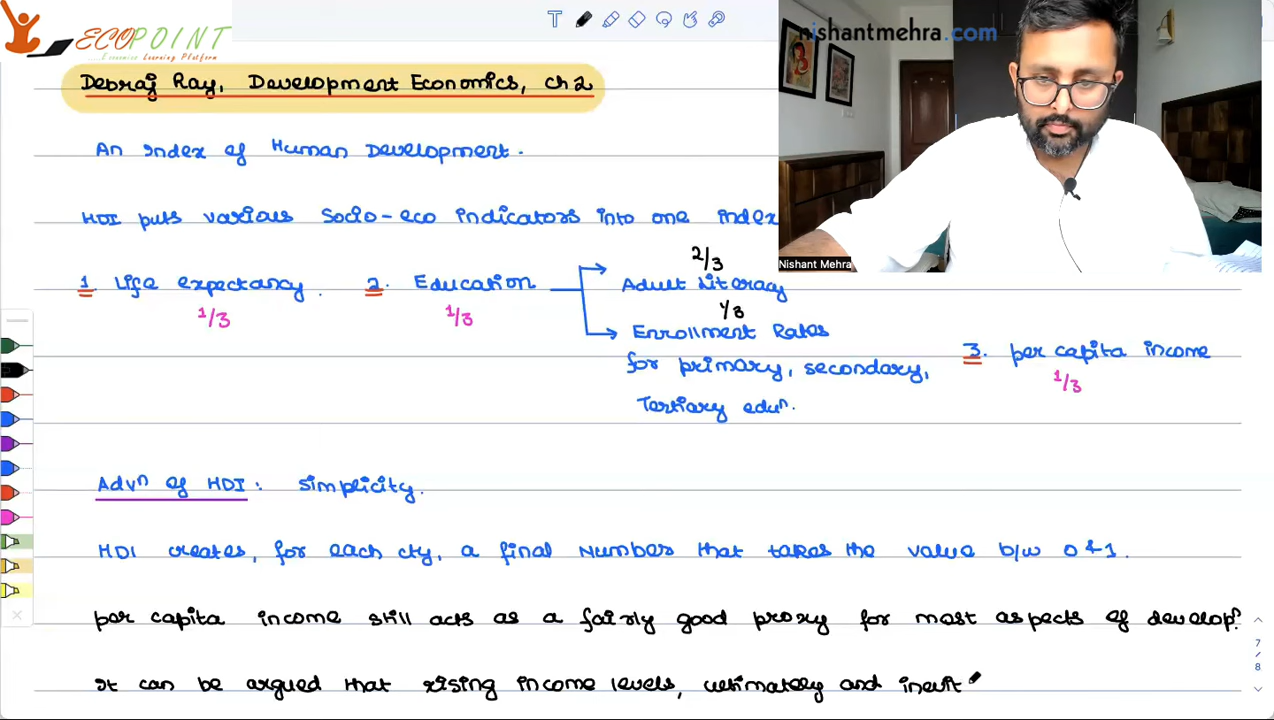 ECOPOINT
...Economics Learning Platform
nishantmehra.com
Debraj Ray, Development Economics, Ch 2
An Index of Human Development.
HDI puts various Socio-eco indicators into one index
Nishant Mehra
1. Life expectancy.
1/3
2. Education
1/3
2/3
Adult Literacy
1/3
Enrollment Rates
for primary, secondary,
Tertiary eduⁿ.
3. per capita income
1/3
Advⁿ of HDI: Simplicity.
HDI creates, for each cty, a final number that takes the value b/w 0 & 1.
per capita income still acts as a fairly good proxy for most aspects of develop?
It can be argued that rising income levels, ultimately and inevit
7
/
8